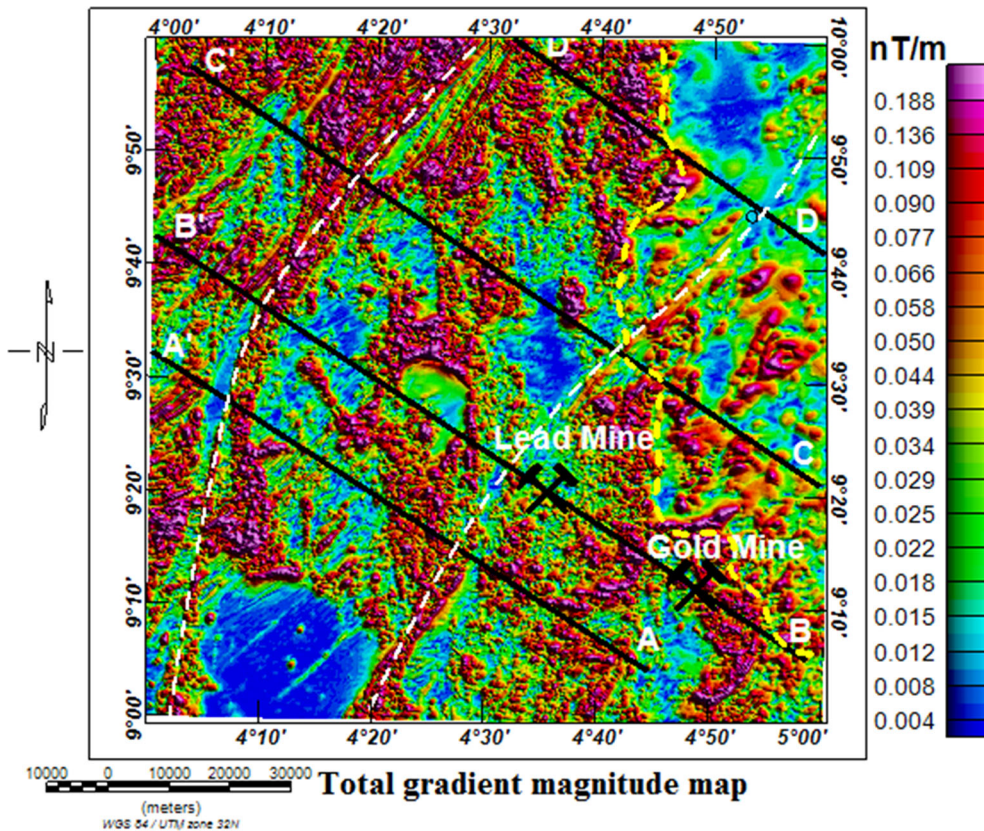 4°00' 4°10' 4°20' 4°30' 4°40' 4°50' 10°00'
nT/m
C'
D
0.188
0.136
9°50' 9°50'
0.109
0.090
B'
D
0.077
9°40' 9°40'
0.066
0.058
A'
0.050
9°30' 9°30'
0.044
N
0.039
Lead Mine
C
0.034
9°20' 9°20'
0.029
0.025
Gold Mine
0.022
0.018
9°10' 9°10'
0.015
A
B
0.012
0.008
9°00'
0.004
4°10' 4°20' 4°30' 4°40' 4°50' 5°00'
10000 0 10000 20000 30000
Total gradient magnitude map
(meters)
WGS 84 / UTM zone 32N